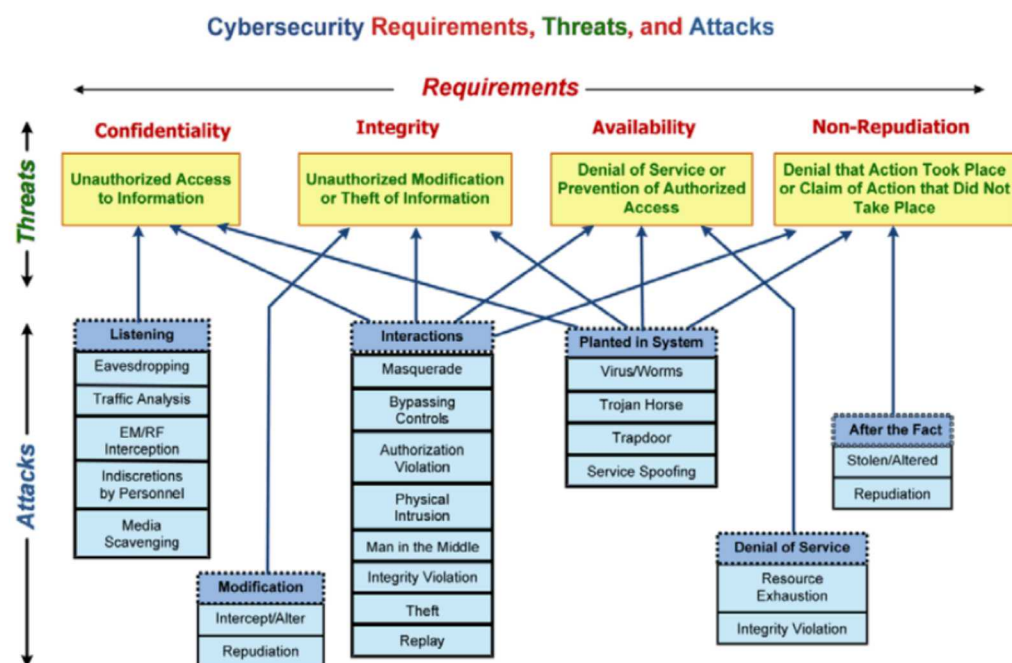 Cybersecurity Requirements, Threats, and Attacks
Requirements
Confidentiality
Integrity
Availability
Non-Repudiation
Threats
Unauthorized Access
to Information
Unauthorized Modification
or Theft of Information
Denial of Service or
Prevention of Authorized
Access
Denial that Action Took Place
or Claim of Action that Did Not
Take Place
Attacks
Listening
Eavesdropping
Traffic Analysis
EM/RF
Interception
Indiscretions
by Personnel
Media
Scavenging
Modification
Intercept/Alter
Repudiation
Interactions
Masquerade
Bypassing
Controls
Authorization
Violation
Physical
Intrusion
Man in the Middle
Integrity Violation
Theft
Replay
Planted in System
Virus/Worms
Trojan Horse
Trapdoor
Service Spoofing
Denial of Service
Resource
Exhaustion
Integrity Violation
After the Fact
Stolen/Altered
Repudiation